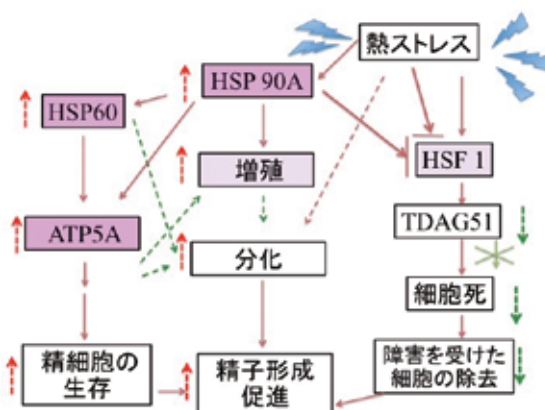 熱ストレス
HSP 90A
HSP60
増殖
HSF 1
TDAG51
ATP5A
分化
細胞死
精細胞の
生存
精子形成
促進
障害を受けた
細胞の除去